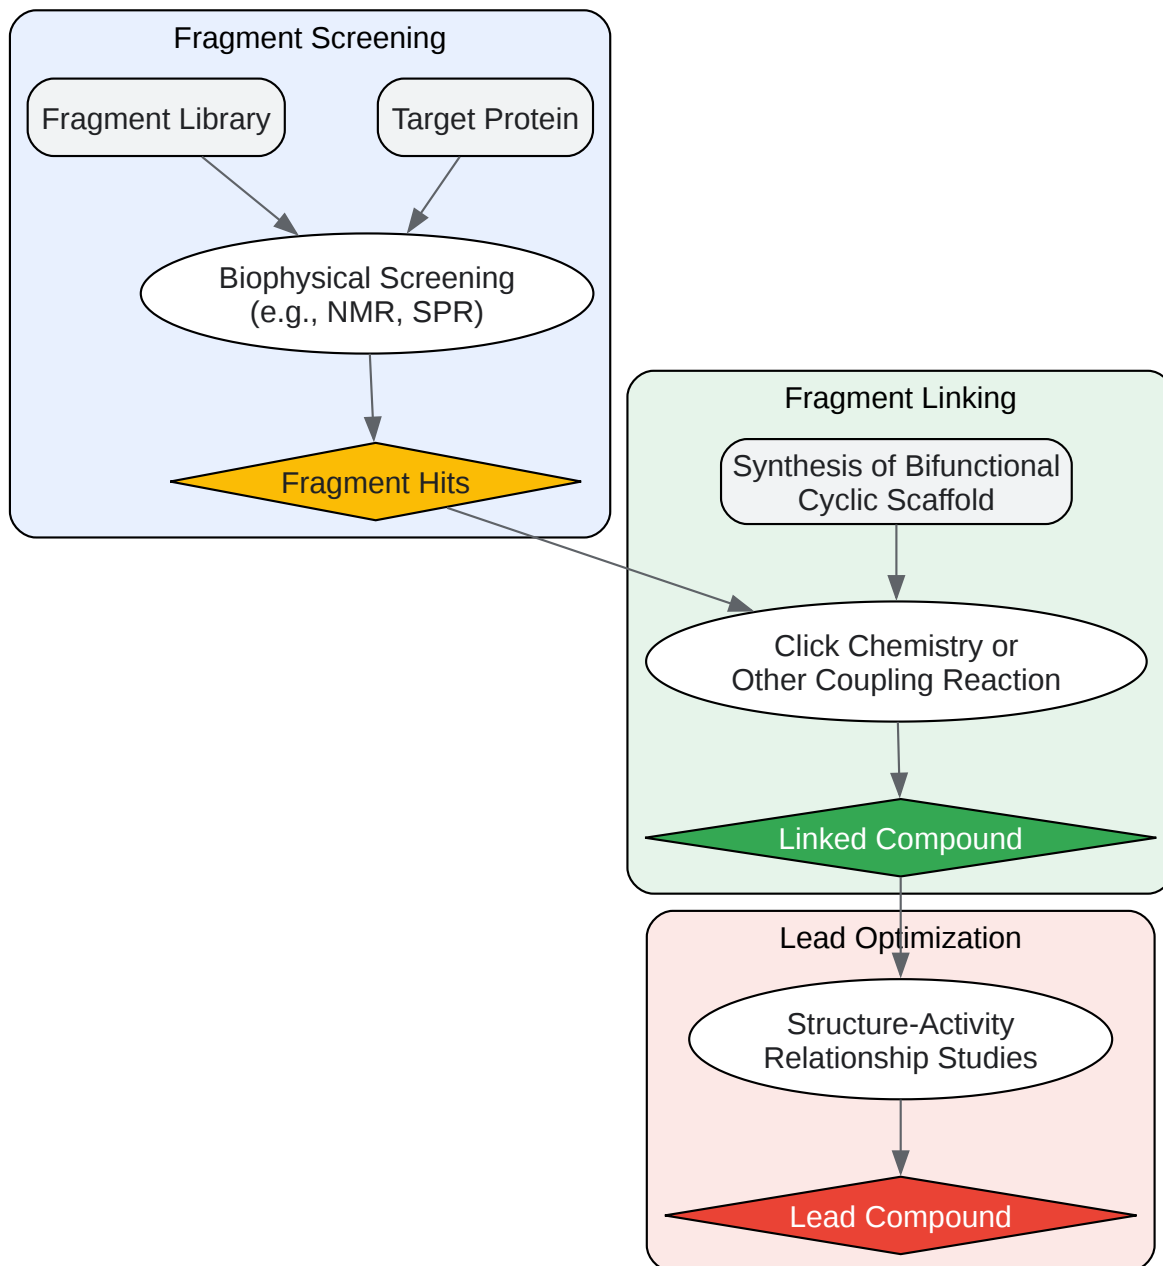 Fragment Screening
Fragment Library
Target Protein
Biophysical Screening
(e.g., NMR, SPR)
Fragment Hits
Fragment Linking
Synthesis of Bifunctional
Cyclic Scaffold
Click Chemistry or
Other Coupling Reaction
Linked Compound
Lead Optimization
Structure-Activity
Relationship Studies
Lead Compound